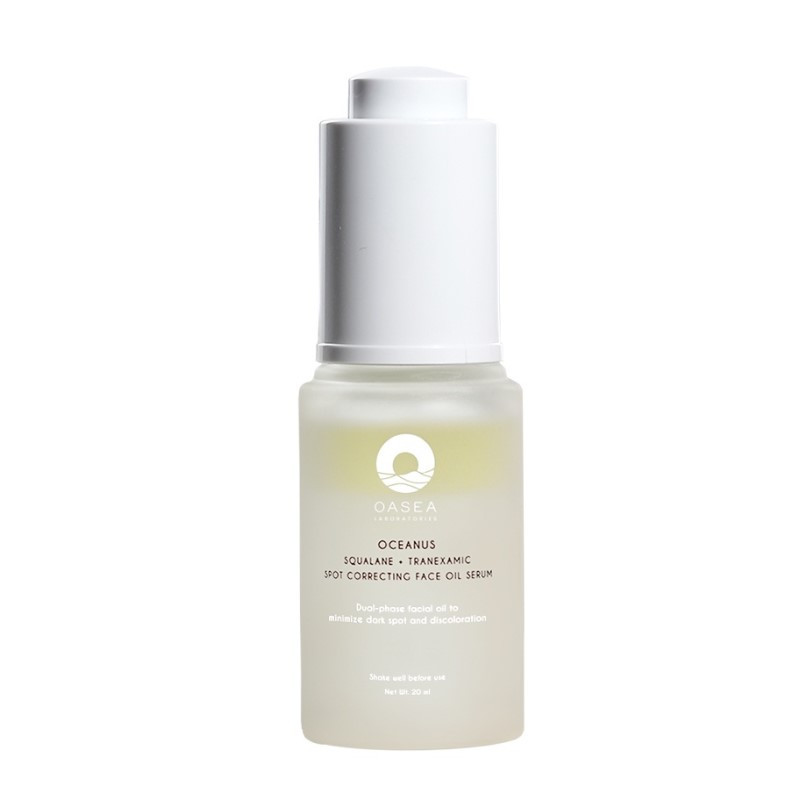 OASEA
LABORATORIES
OCEANUS
SQUALANE + TRANEXAMIC
SPOT CORRECTING FACE OIL SERUM
Dual-phase facial oil to
minimize dark spot and discoloration
Shake well before use
Net Wt. 20 ml